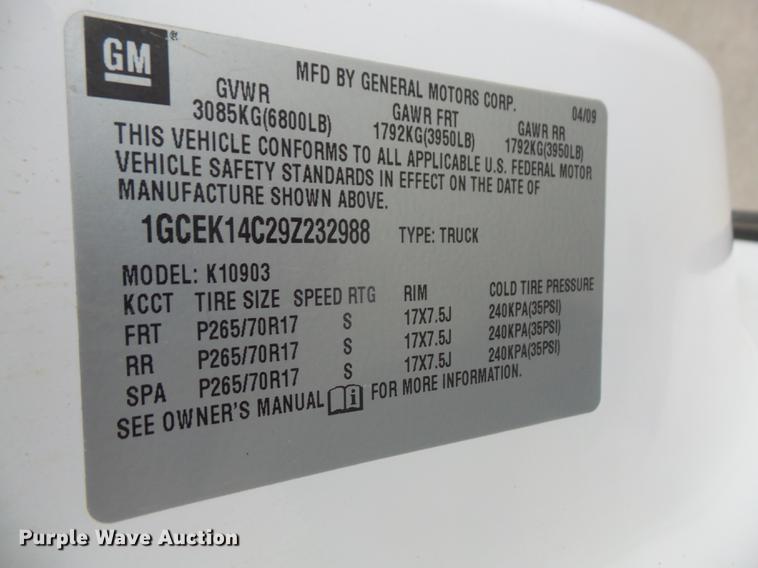 GM®
MFD BY GENERAL MOTORS CORP. 04/09
GVWR GAWR FRT GAWR RR
3085KG(6800LB) 1792KG(3950LB) 1792KG(3950LB)
THIS VEHICLE CONFORMS TO ALL APPLICABLE U.S. FEDERAL MOTOR
VEHICLE SAFETY STANDARDS IN EFFECT ON THE DATE OF
MANUFACTURE SHOWN ABOVE.
1GCEK14C29Z232988 TYPE: TRUCK
MODEL: K10903
KCCT TIRE SIZE SPEED RTG RIM COLD TIRE PRESSURE
FRT P265/70R17 S 17X7.5J 240KPA(35PSI)
RR P265/70R17 S 17X7.5J 240KPA(35PSI)
SPA P265/70R17 S 17X7.5J 240KPA(35PSI)
SEE OWNER'S MANUAL i FOR MORE INFORMATION.
Purple Wave Auction